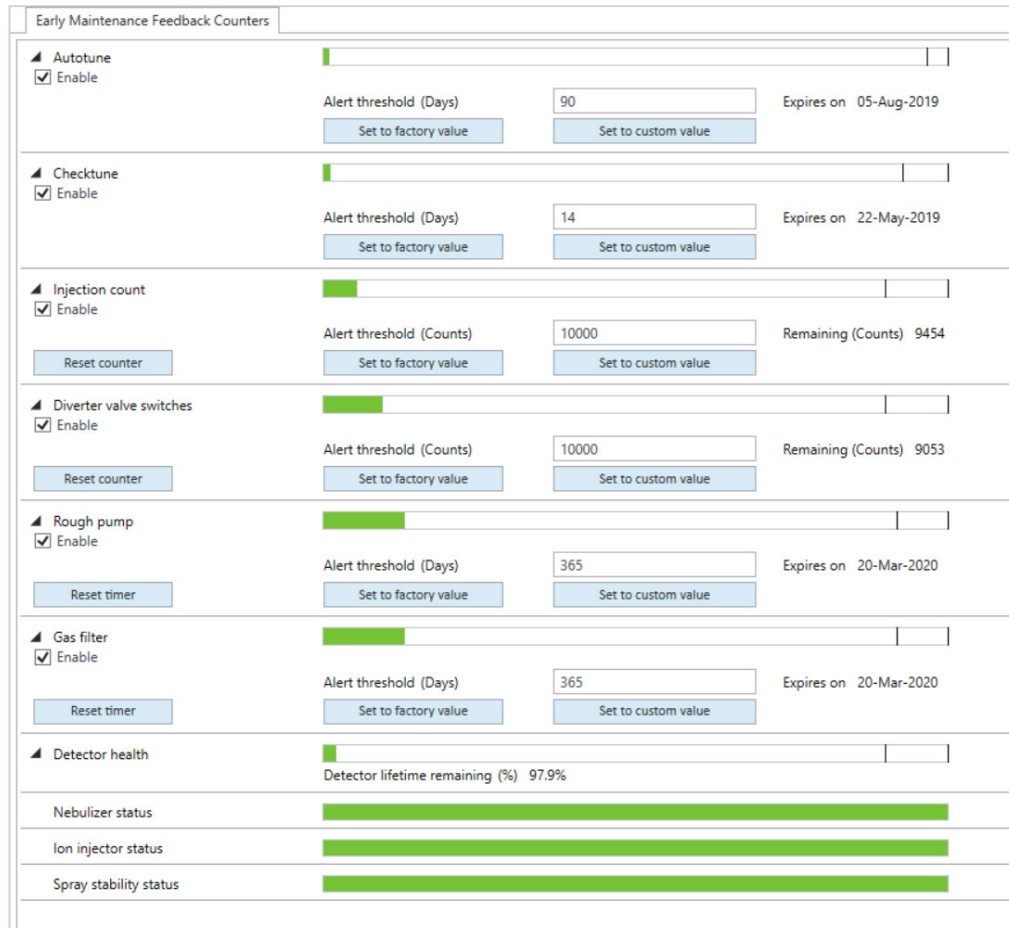 Early Maintenance Feedback Counters
Autotune
Enable
Alert threshold (Days) 90 Expires on 05-Aug-2019
Set to factory value Set to custom value
Checktune
Enable
Alert threshold (Days) 14 Expires on 22-May-2019
Set to factory value Set to custom value
Injection count
Enable
Alert threshold (Counts) 10000 Remaining (Counts) 9454
Reset counter Set to factory value Set to custom value
Diverter valve switches
Enable
Alert threshold (Counts) 10000 Remaining (Counts) 9053
Reset counter Set to factory value Set to custom value
Rough pump
Enable
Alert threshold (Days) 365 Expires on 20-Mar-2020
Reset timer Set to factory value Set to custom value
Gas filter
Enable
Alert threshold (Days) 365 Expires on 20-Mar-2020
Reset timer Set to factory value Set to custom value
Detector health
Detector lifetime remaining (%) 97.9%
Nebulizer status
Ion injector status
Spray stability status